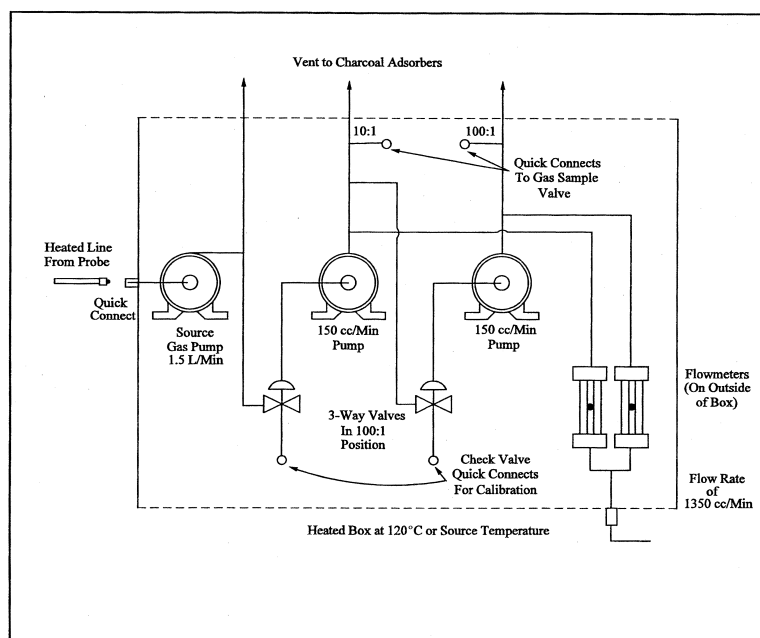 Vent to Charcoal Adsorbers
10:1
100:1
Quick Connects
To Gas Sample
Valve
Heated Line
From Probe
Quick
Connect
Source
Gas Pump
1.5 L/Min
150 cc/Min
Pump
150 cc/Min
Pump
Flowmeters
(On Outside
of Box)
3-Way Valves
In 100:1
Position
Check Valve
Quick Connects
For Calibration
Flow Rate
of
1350 cc/Min
Heated Box at 120°C or Source Temperature